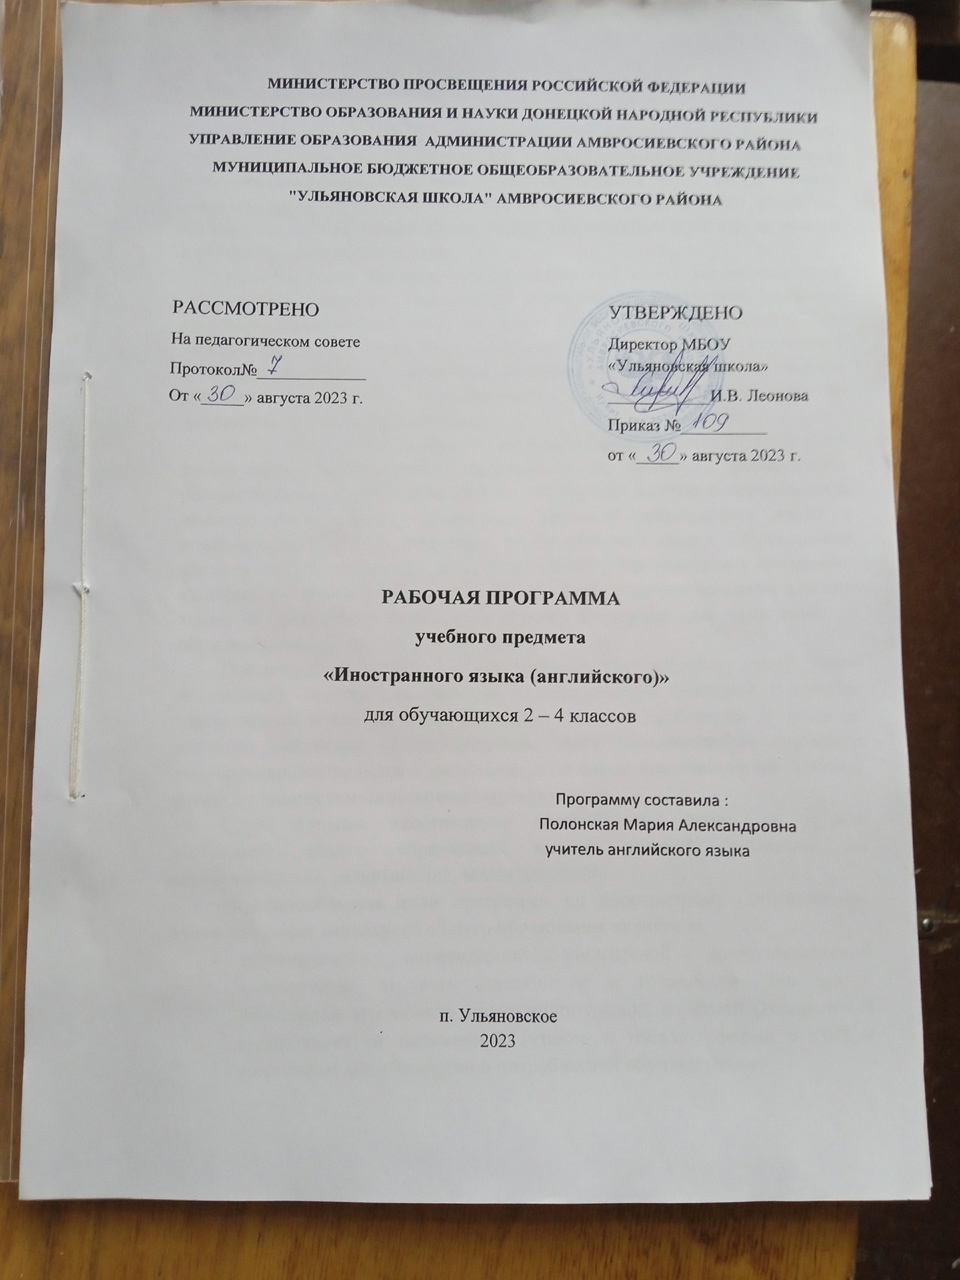 МИНИСТЕРСТВО ПРОСВЕЩЕНИЯ РОССИЙСКОЙ ФЕДЕРАЦИИ
МИНИСТЕРСТВО ОБРАЗОВАНИЯ И НАУКИ ДОНЕЦКОЙ НАРОДНОЙ РЕСПУБЛИКИ
УПРАВЛЕНИЕ ОБРАЗОВАНИЯ АДМИНИСТРАЦИИ АМВРОСИЕВСКОГО РАЙОНА
МУНИЦИПАЛЬНОЕ БЮДЖЕТНОЕ ОБЩЕОБРАЗОВАТЕЛЬНОЕ УЧРЕЖДЕНИЕ
"УЛЬЯНОВСКАЯ ШКОЛА" АМВРОСИЕВСКОГО РАЙОНА
РАССМОТРЕНО
На педагогическом совете
Протокол№ 7
От «30» августа 2023 г.
УТВЕРЖДЕНО
Директор МБОУ
«Ульяновская школа»
И.В. Леонова
Приказ № 109
от «30» августа 2023 г.
РАБОЧАЯ ПРОГРАММА
учебного предмета
«Иностранного языка (английского)»
для обучающихся 2 – 4 классов
Программу составила :
Полонская Мария Александровна
учитель английского языка
п. Ульяновское
2023